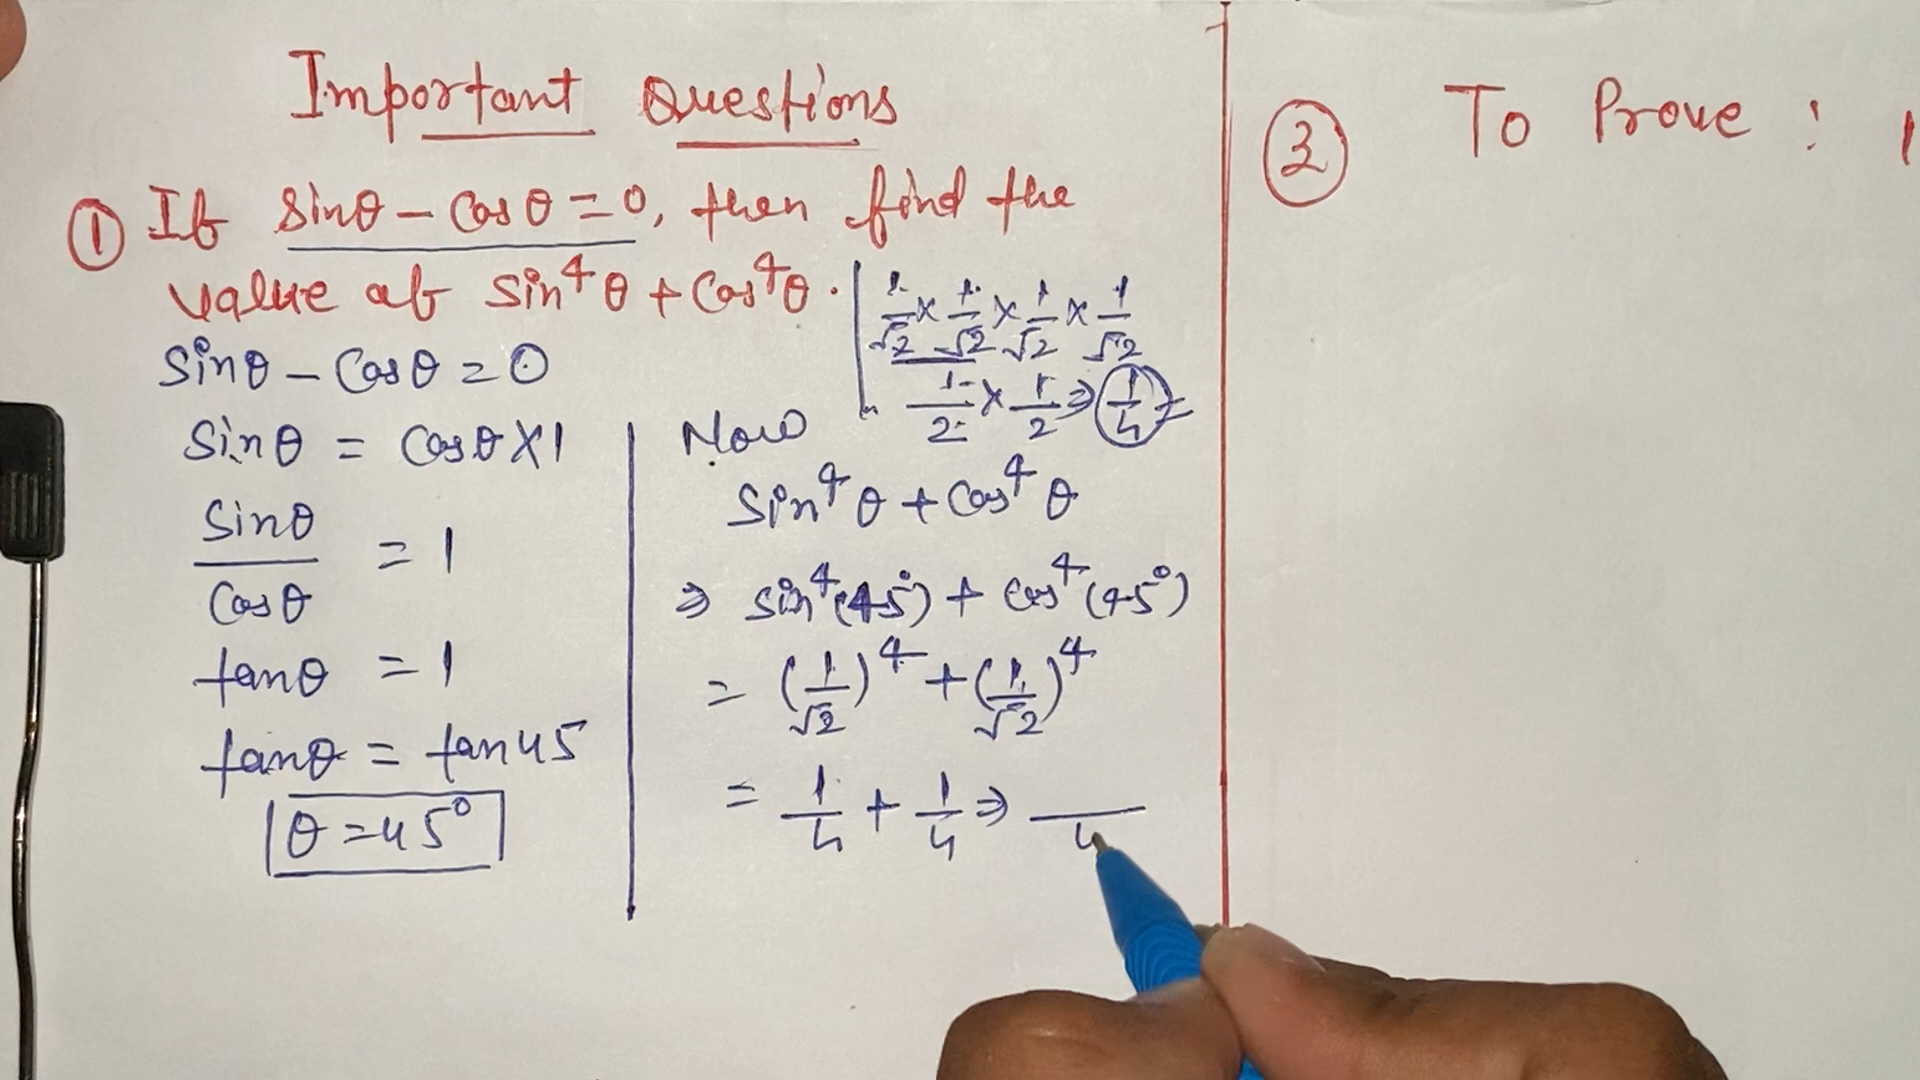 Important Questions
① If sinθ - cosθ = 0, then find the
value of sin⁴θ + cos⁴θ.
sinθ - cosθ = 0
sinθ = cosθ × 1
sinθ/cosθ = 1
tanθ = 1
tanθ = tan45
θ = 45°
1/√2 × 1/√2 × 1/√2 × 1/√2
1/2 × 1/2 ⇒ 1/4
Now
sin⁴θ + cos⁴θ
⇒ sin⁴(45°) + cos⁴(45°)
= (1/√2)⁴ + (1/√2)⁴
= 1/4 + 1/4 ⇒ /4
② To Prove :